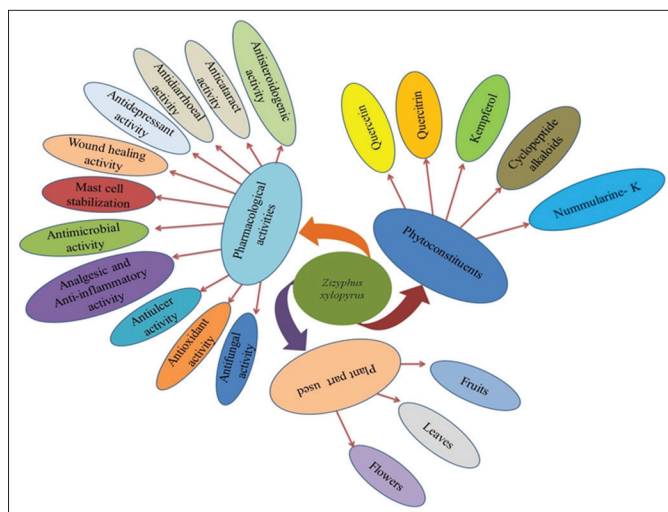 Antisteroidogenic
activity
Anticataract
activity
Antidiarrhoeal
activity
Antidepressant
activity
Wound healing
activity
Mast cell
stabilization
Antimicrobial
activity
Analgesic and
Anti-inflammatory
activity
Antiulcer
activity
Antioxidant
activity
Antifungal
activity
Pharmacological
activities
Zizyphus
xylopyrus
Quercein
Quercitrin
Kempferol
Cyclopeptide
alkaloids
Nummularine- K
Phytoconstituents
Plant part used
Fruits
Leaves
Flowers